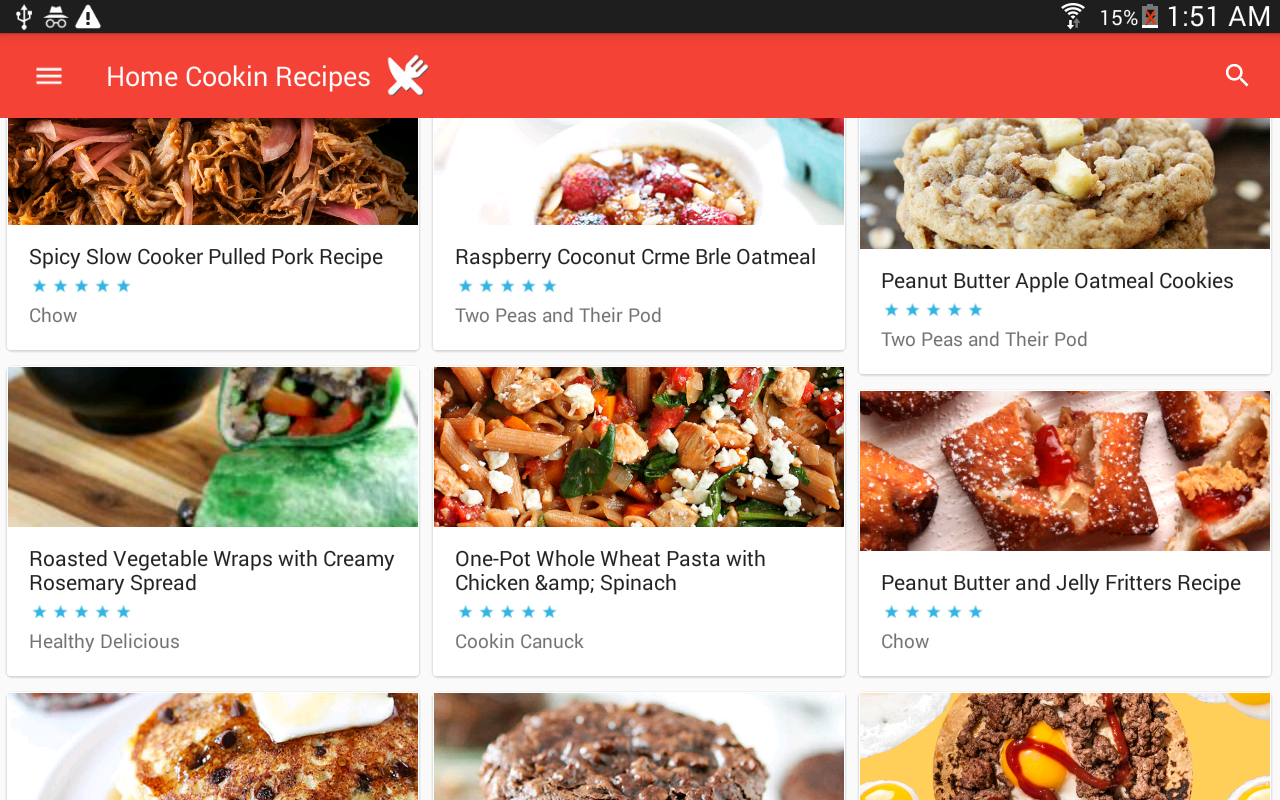 15% 1:51 AM
Home Cookin Recipes
Spicy Slow Cooker Pulled Pork Recipe
Chow
Raspberry Coconut Crme Brle Oatmeal
Two Peas and Their Pod
Peanut Butter Apple Oatmeal Cookies
Two Peas and Their Pod
Roasted Vegetable Wraps with Creamy
Rosemary Spread
Healthy Delicious
One-Pot Whole Wheat Pasta with
Chicken &amp; Spinach
Cookin Canuck
Peanut Butter and Jelly Fritters Recipe
Chow